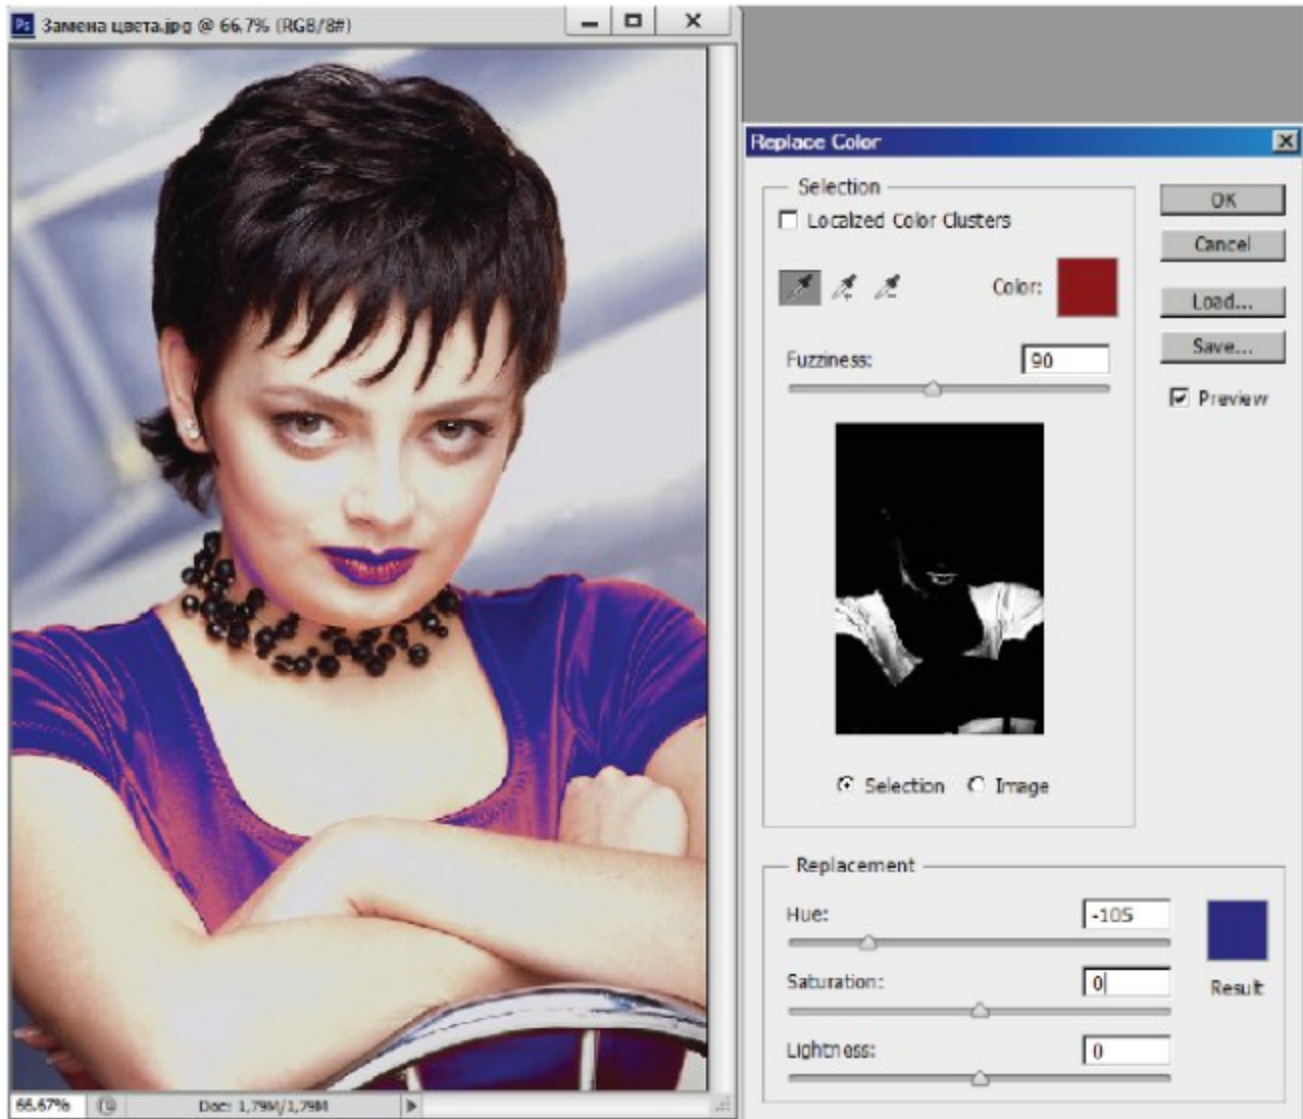 Ps Замена цвета.jpg @ 66,7% (RGB/8#)
Replace Color
Selection
Localized Color Clusters
Color:
Fuzziness:
90
Selection
Image
OK
Cancel
Load...
Save...
Preview
Replacement
Hue:
-105
Saturation:
0
Result
Lightness:
0
66.67%
Doc: 1,79M/1,79M